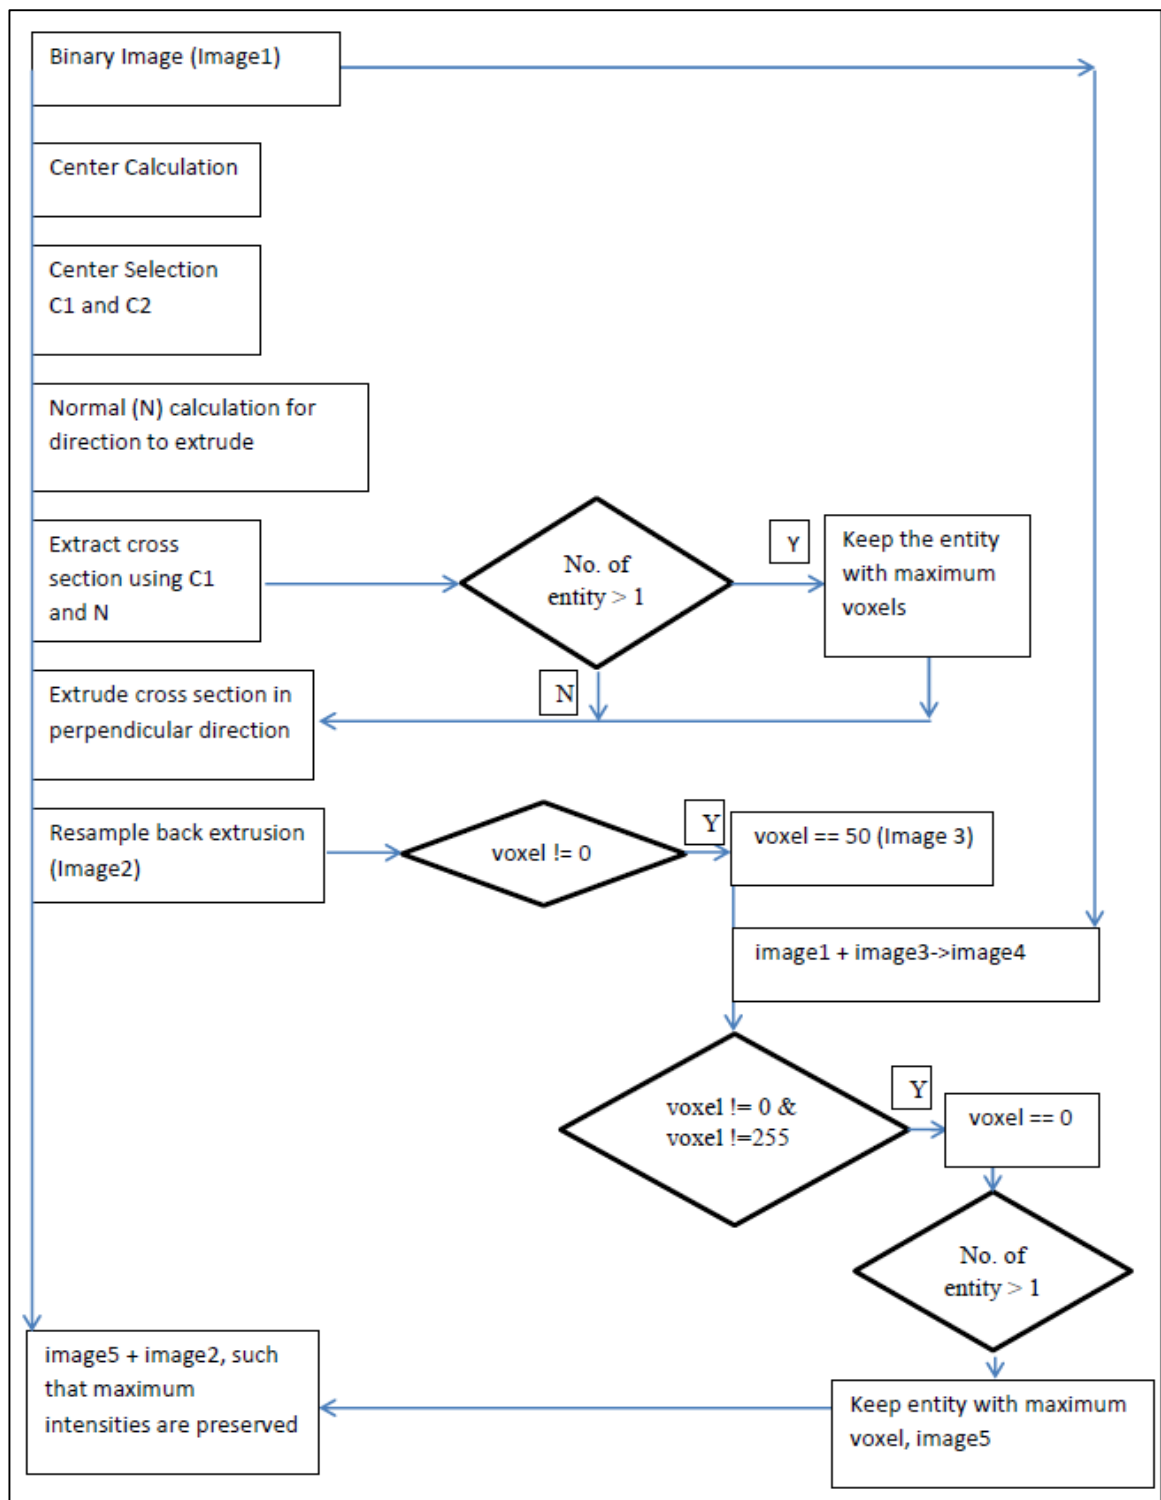 Binary Image (Image1)
Center Calculation
Center Selection
C1 and C2
Normal (N) calculation for
direction to extrude
Extract cross
section using C1
and N
No. of
entity > 1
Y
Keep the entity
with maximum
voxels
N
Extrude cross section in
perpendicular direction
Resample back extrusion
(Image2)
voxel != 0
Y
voxel == 50 (Image 3)
image1 + image3->image4
voxel != 0 &
voxel !=255
Y
voxel == 0
No. of
entity > 1
Keep entity with maximum
voxel, image5
image5 + image2, such
that maximum
intensities are preserved